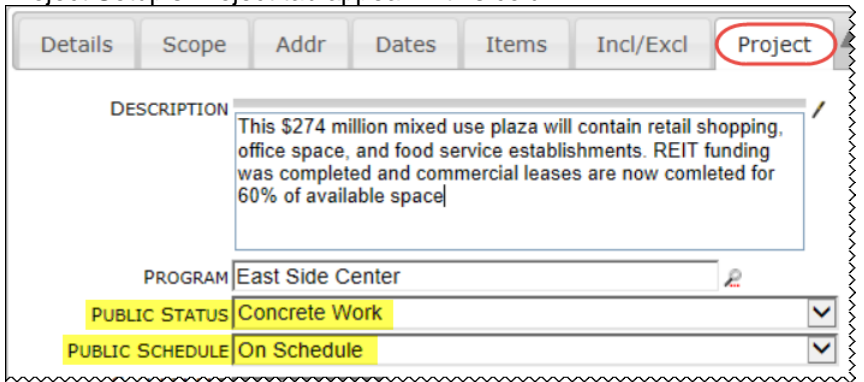 Details Scope Addr Dates Items Incl/Excl Project
DESCRIPTION
This $274 million mixed use plaza will contain retail shopping,
office space, and food service establishments. REIT funding
was completed and commercial leases are now comleted for
60% of available space
PROGRAM East Side Center
PUBLIC STATUS Concrete Work
PUBLIC SCHEDULE On Schedule